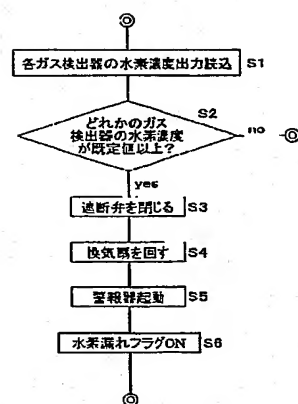 各ガス検出器の水素濃度出力読込 S1
どれかのガス S2
検出器の水素濃度
が既定値以上?
no
yes
遮断弁を閉じる S3
換気扇を回す S4
警報器起動 S5
水素漏れフラグON S6